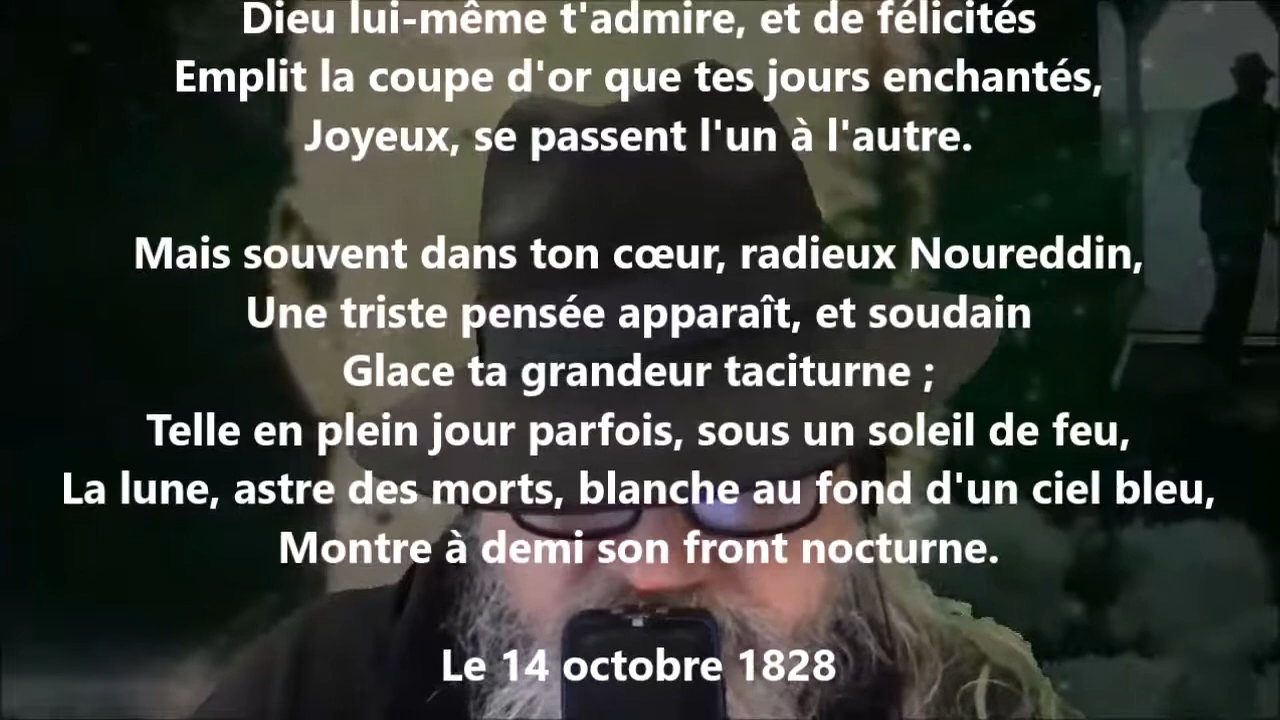 Dieu lui-même t'admire, et de félicités
Emplit la coupe d'or que tes jours enchantés,
Joyeux, se passent l'un à l'autre.
Mais souvent dans ton cœur, radieux Noureddin,
Une triste pensée apparaît, et soudain
Glace ta grandeur taciturne ;
Telle en plein jour parfois, sous un soleil de feu,
La lune, astre des morts, blanche au fond d'un ciel bleu,
Montre à demi son front nocturne.
Le 14 octobre 1828